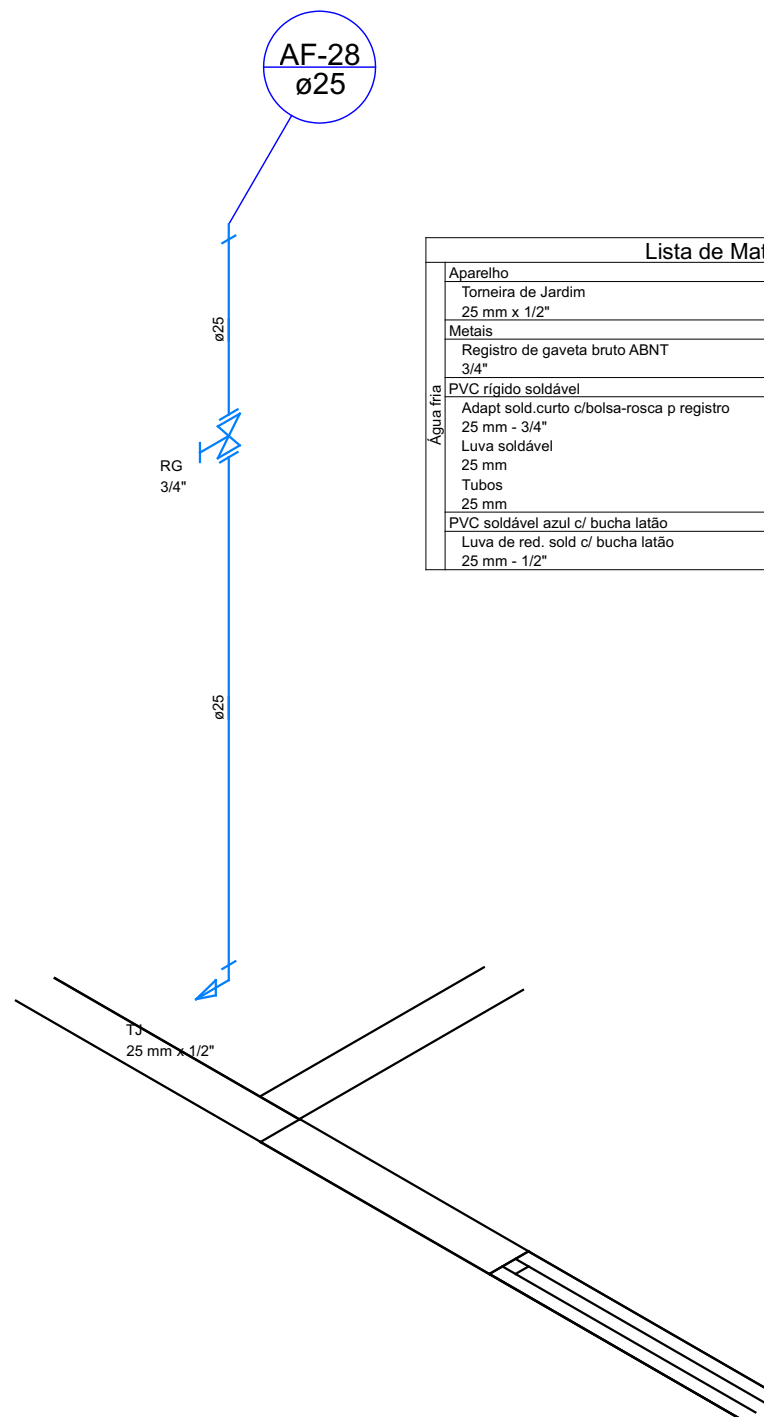 AF-28
ø25
ø25
RG
3/4"
ø25
TJ
25 mm x 1/2"
Lista de Mat
Água fria
Aparelho
Torneira de Jardim
25 mm x 1/2"
Metais
Registro de gaveta bruto ABNT
3/4"
PVC rígido soldável
Adapt sold.curto c/bolsa-rosca p registro
25 mm - 3/4"
Luva soldável
25 mm
Tubos
25 mm
PVC soldável azul c/ bucha latão
Luva de red. sold c/ bucha latão
25 mm - 1/2"